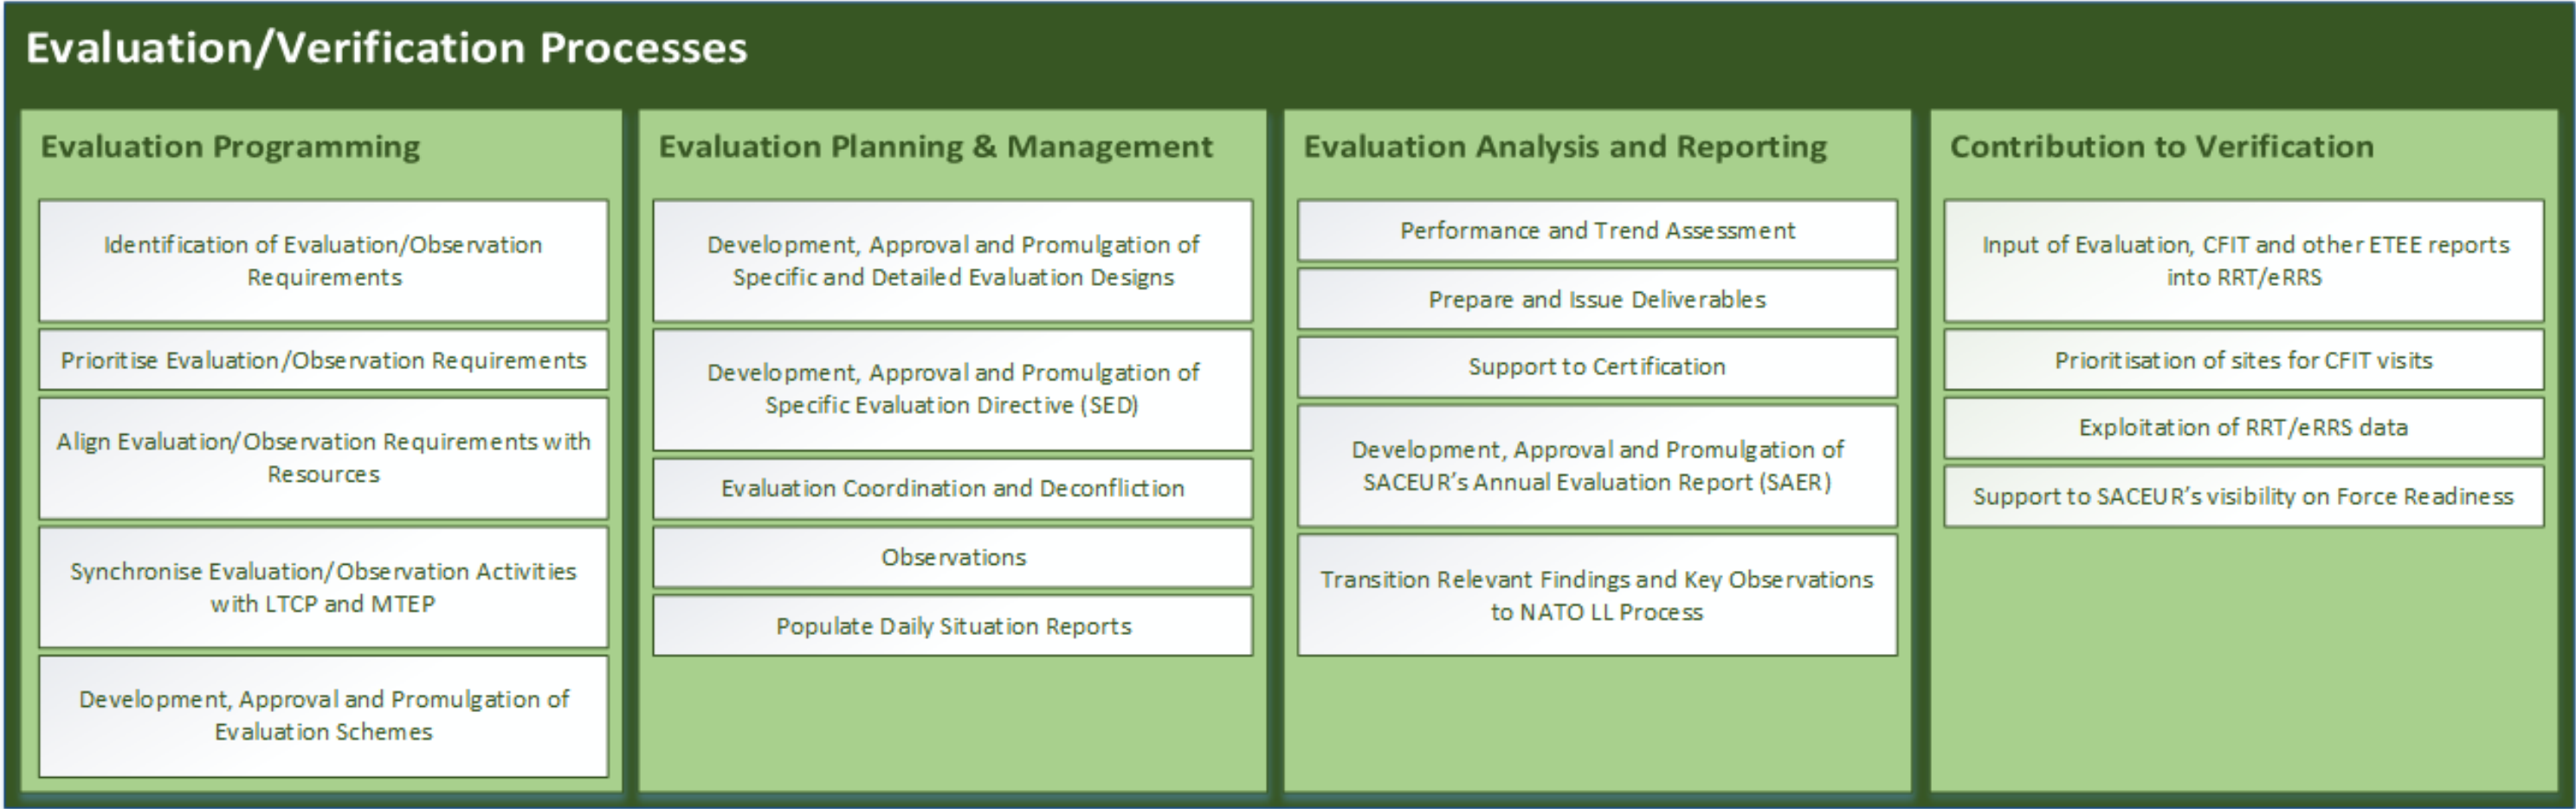 Evaluation/Verification Processes
Evaluation Programming
Identification of Evaluation/Observation
Requirements
Prioritise Evaluation/Observation Requirements
Align Evaluation/Observation Requirements with
Resources
Synchronise Evaluation/Observation Activities
with LTCP and MTEP
Development, Approval and Promulgation of
Evaluation Schemes
Evaluation Planning & Management
Development, Approval and Promulgation of
Specific and Detailed Evaluation Designs
Development, Approval and Promulgation of
Specific Evaluation Directive (SED)
Evaluation Coordination and Deconfliction
Observations
Populate Daily Situation Reports
Evaluation Analysis and Reporting
Performance and Trend Assessment
Prepare and Issue Deliverables
Support to Certification
Development, Approval and Promulgation of
SACEUR’s Annual Evaluation Report (SAER)
Transition Relevant Findings and Key Observations
to NATO LL Process
Contribution to Verification
Input of Evaluation, CFIT and other ETEE reports
into RRT/eRRS
Prioritisation of sites for CFIT visits
Exploitation of RRT/eRRS data
Support to SACEUR’s visibility on Force Readiness